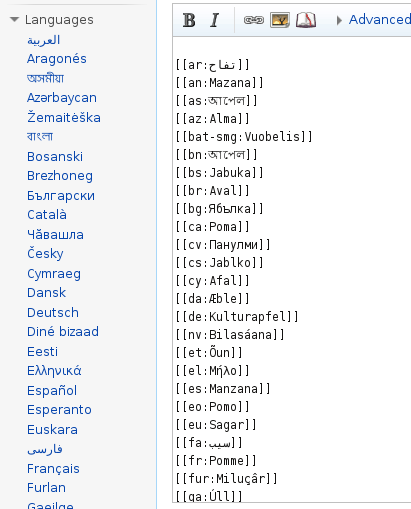 Languages
العربية
Aragonés
অসমীয়া
Azərbaycan
Žemaitėška
বাংলা
Bosanski
Brezhoneg
Български
Català
Чӑвашла
Česky
Cymraeg
Dansk
Deutsch
Diné bizaad
Eesti
Ελληνικά
Español
Esperanto
Euskara
فارسی
Français
Furlan
Gaeilge
B I Advanced
[[ar:تفاح]]
[[an:Mazana]]
[[as:আপেল]]
[[az:Alma]]
[[bat-smg:Vuobelis]]
[[bn:আপেল]]
[[bs:Jabuka]]
[[br:Aval]]
[[bg:Ябълка]]
[[ca:Poma]]
[[cv:Панулми]]
[[cs:Jablko]]
[[cy:Afal]]
[[da:Æble]]
[[de:Kulturapfel]]
[[nv:Bilasáana]]
[[et:Õun]]
[[el:Μήλο]]
[[es:Manzana]]
[[eo:Pomo]]
[[eu:Sagar]]
[[fa:سیب]]
[[fr:Pomme]]
[[fur:Miluçâr]]
[[ga:Úll]]